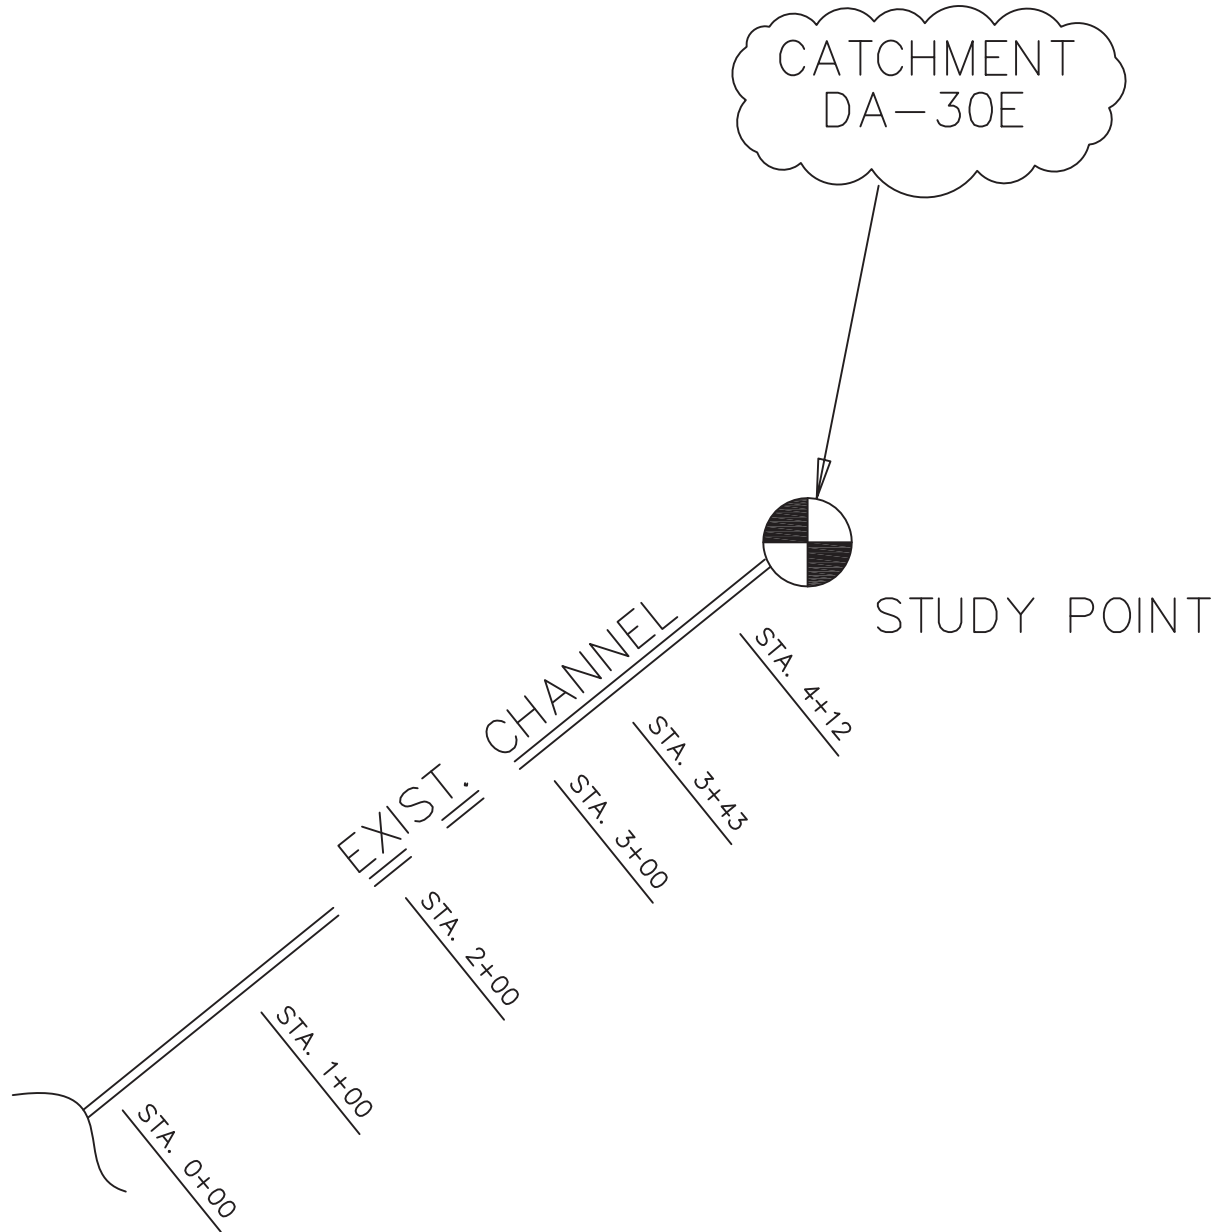 CATCHMENT
DA-30E
STUDY POINT
EXIST. CHANNEL
STA. 4+12
STA. 3+43
STA. 3+00
STA. 2+00
STA. 1+00
STA. 0+00